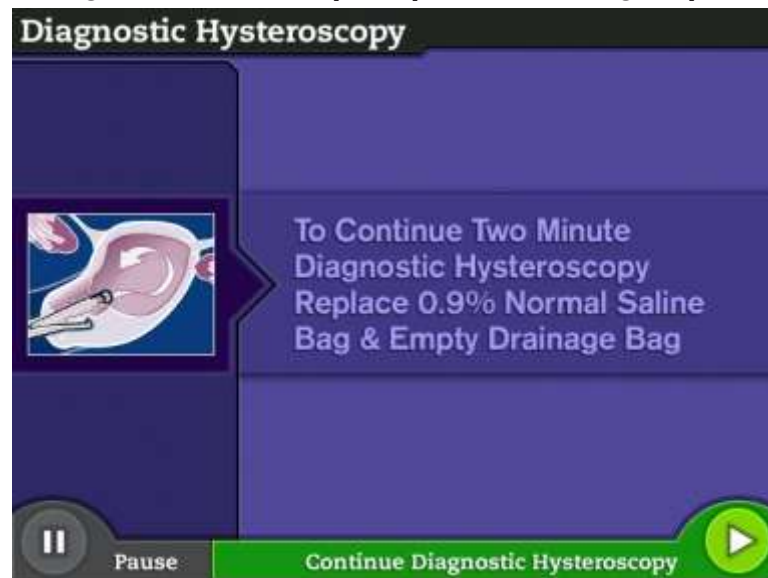 Diagnostic Hysteroscopy
To Continue Two Minute
Diagnostic Hysteroscopy
Replace 0.9% Normal Saline
Bag & Empty Drainage Bag
Pause
Continue Diagnostic Hysteroscopy